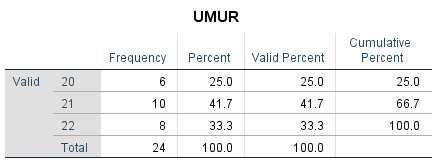 UMUR
Frequency Percent Valid Percent Cumulative Percent
Valid 20 6 25.0 25.0 25.0
21 10 41.7 41.7 66.7
22 8 33.3 33.3 100.0
Total 24 100.0 100.0